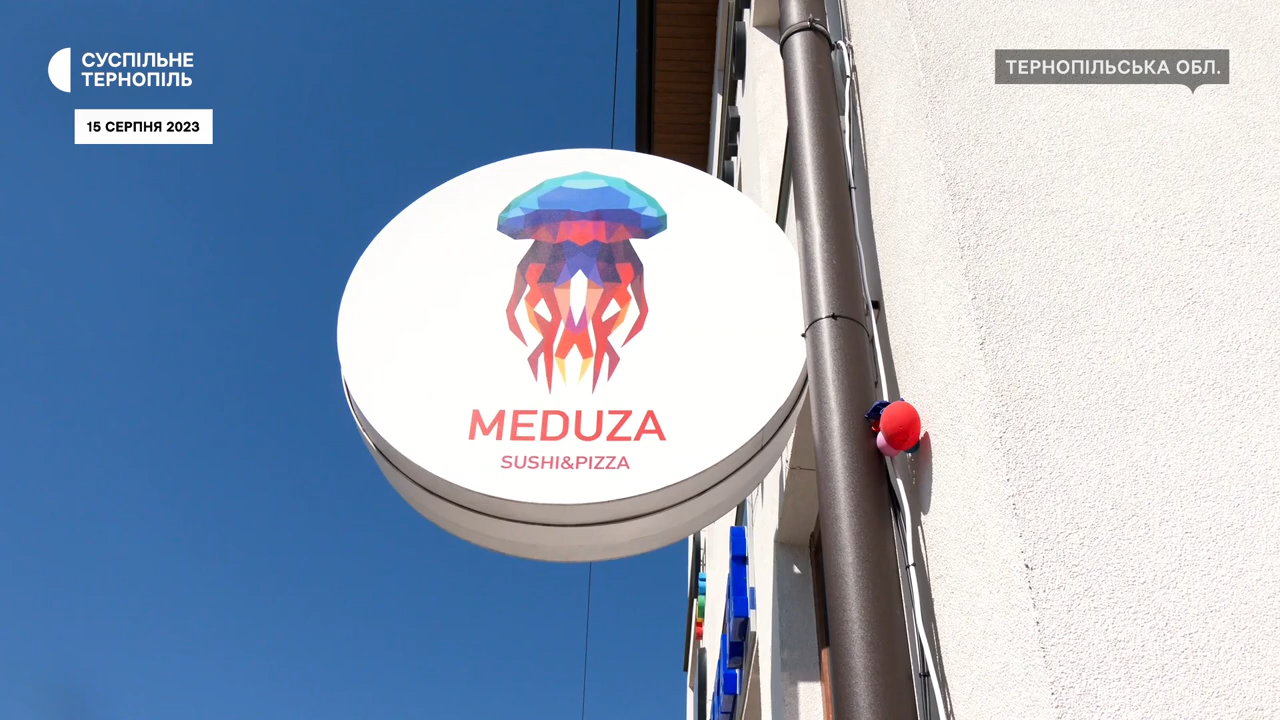 СУСПІЛЬНЕ
ТЕРНОПІЛЬ
15 СЕРПНЯ 2023
ТЕРНОПІЛЬСЬКА ОБЛ.
MEDUZA
SUSHI&PIZZA